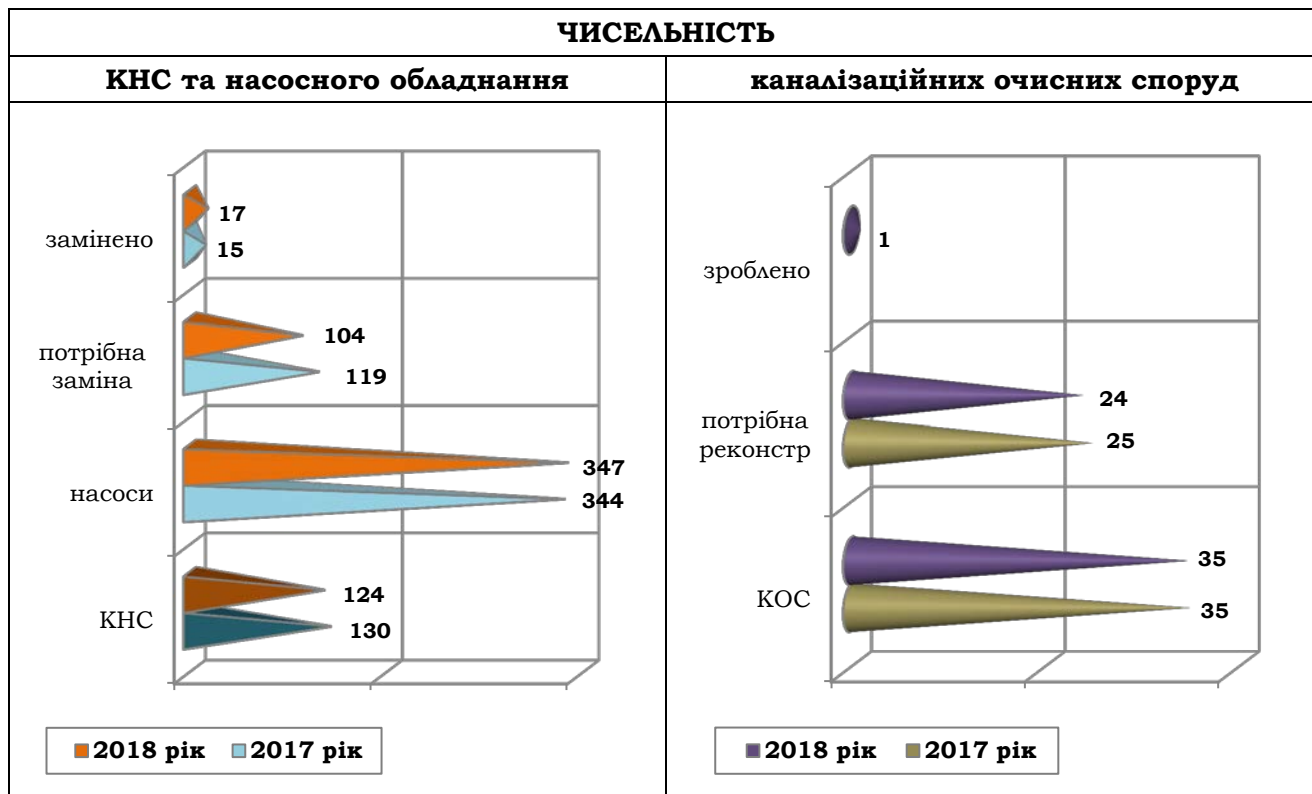 ЧИСЕЛЬНІСТЬ
КНС та насосного обладнання
каналізаційних очисних споруд
замінено
17
15
потрібна
заміна
104
119
насоси
347
344
КНС
124
130
2018 рік
2017 рік
зроблено
1
потрібна
реконстр
24
25
КОС
35
35
2018 рік
2017 рік